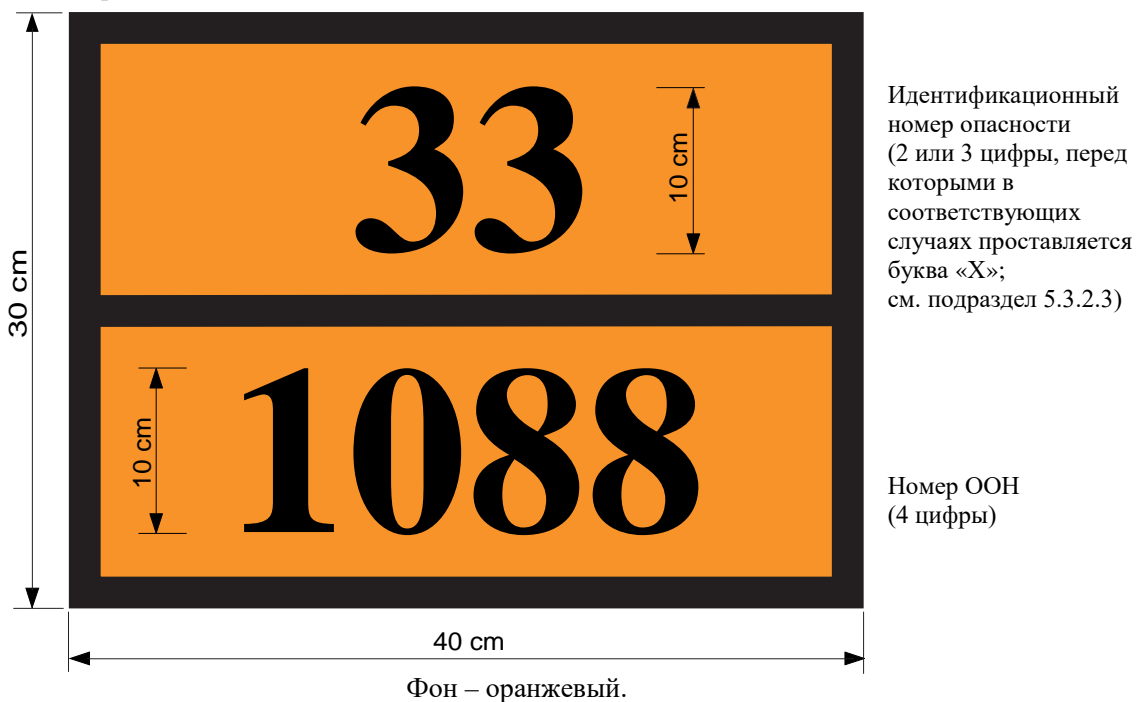 33
10 cm
Идентификационный
номер опасности
(2 или 3 цифры, перед
которыми в
соответствующих
случаях проставляется
буква «X»;
см. подраздел 5.3.2.3)
30 cm
10 cm
1088
Номер ООН
(4 цифры)
40 cm
Фон – оранжевый.